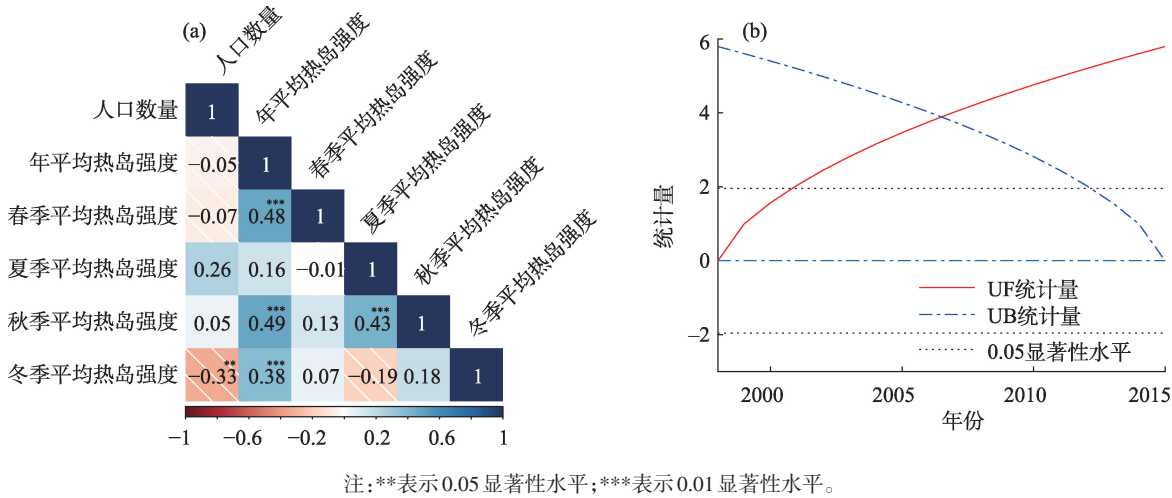 (a)
人口数量
年平均热岛强度
春季平均热岛强度
夏季平均热岛强度
秋季平均热岛强度
冬季平均热岛强度
人口数量 1
年平均热岛强度 −0.05 1
春季平均热岛强度 −0.07 0.48*** 1
夏季平均热岛强度 0.26 0.16 −0.01 1
秋季平均热岛强度 0.05 0.49*** 0.13 0.43*** 1
冬季平均热岛强度 −0.33** 0.38*** 0.07 −0.19 0.18 1
−1 −0.6 −0.2 0.2 0.6 1
(b)
统计量
6
4
2
0
−2
UF统计量
UB统计量
0.05显著性水平
2000 2005 2010 2015
年份
注:**表示0.05显著性水平;***表示0.01显著性水平。